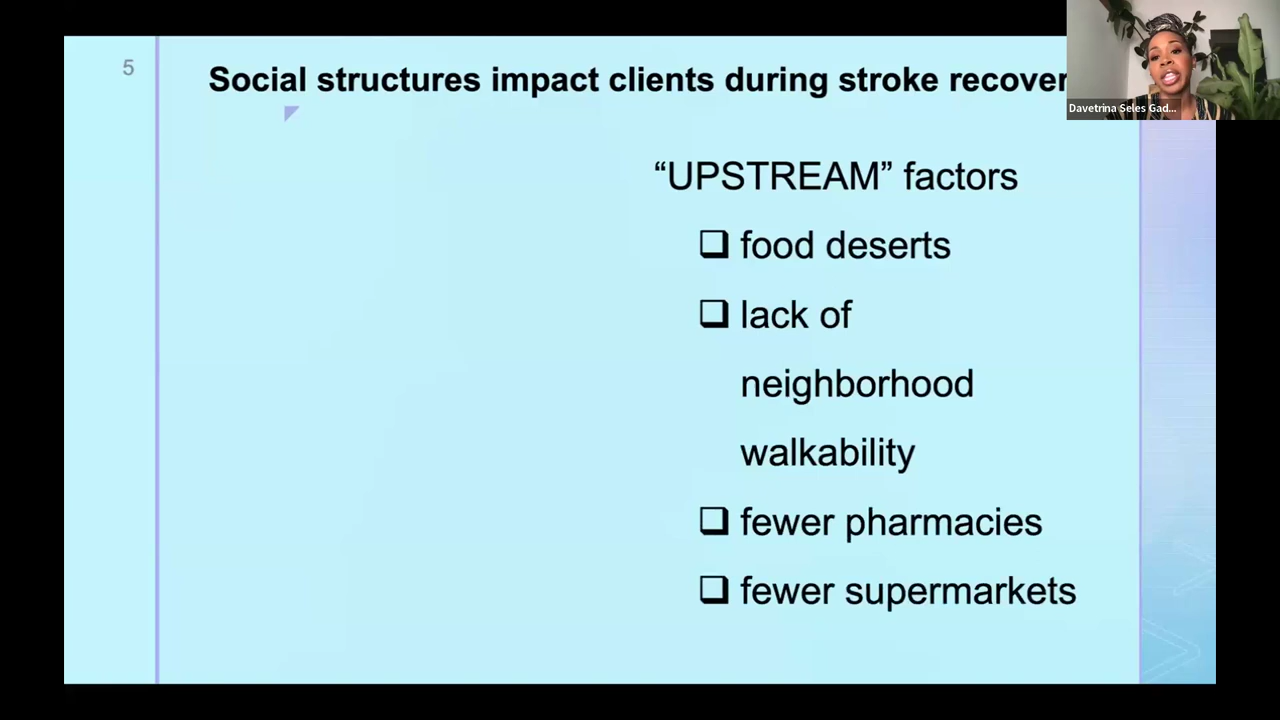 5
Social structures impact clients during stroke recover
Davetrina Seles Gad...
“UPSTREAM” factors
❑ food deserts
❑ lack of
neighborhood
walkability
❑ fewer pharmacies
❑ fewer supermarkets